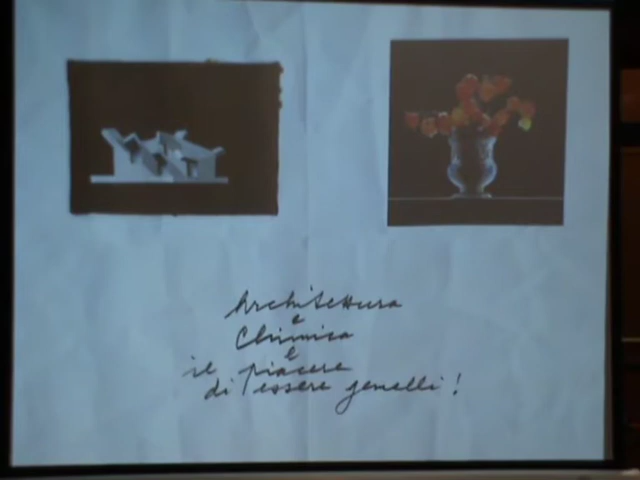 Architettura
e
Chimica
e
il piacere
di essere gemelli!